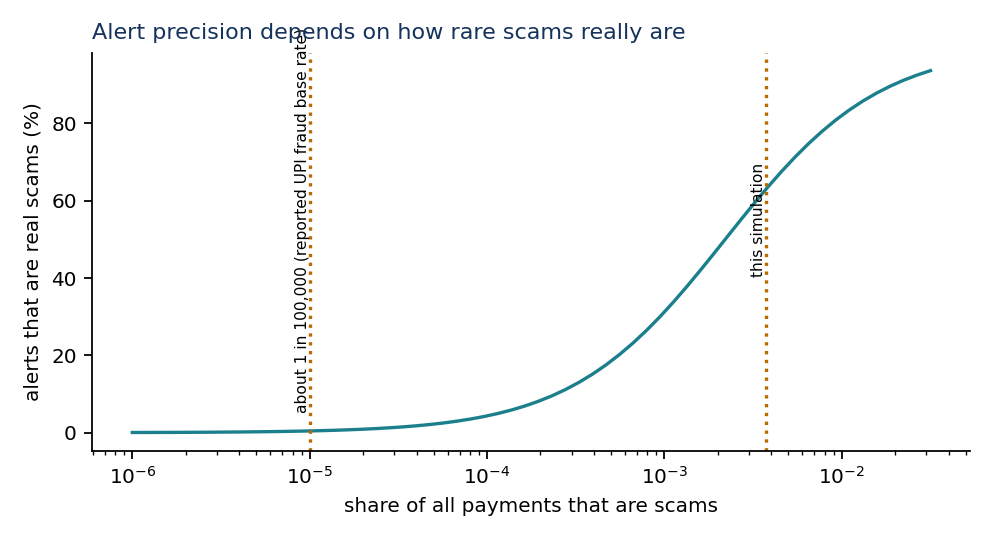 Alert precision depends on how rare scams really are
alerts that are real scams (%)
80
60
40
20
0
about 1 in 100,000 (reported UPI fraud base rate)
this simulation
10⁻⁶ 10⁻⁵ 10⁻⁴ 10⁻³ 10⁻²
share of all payments that are scams